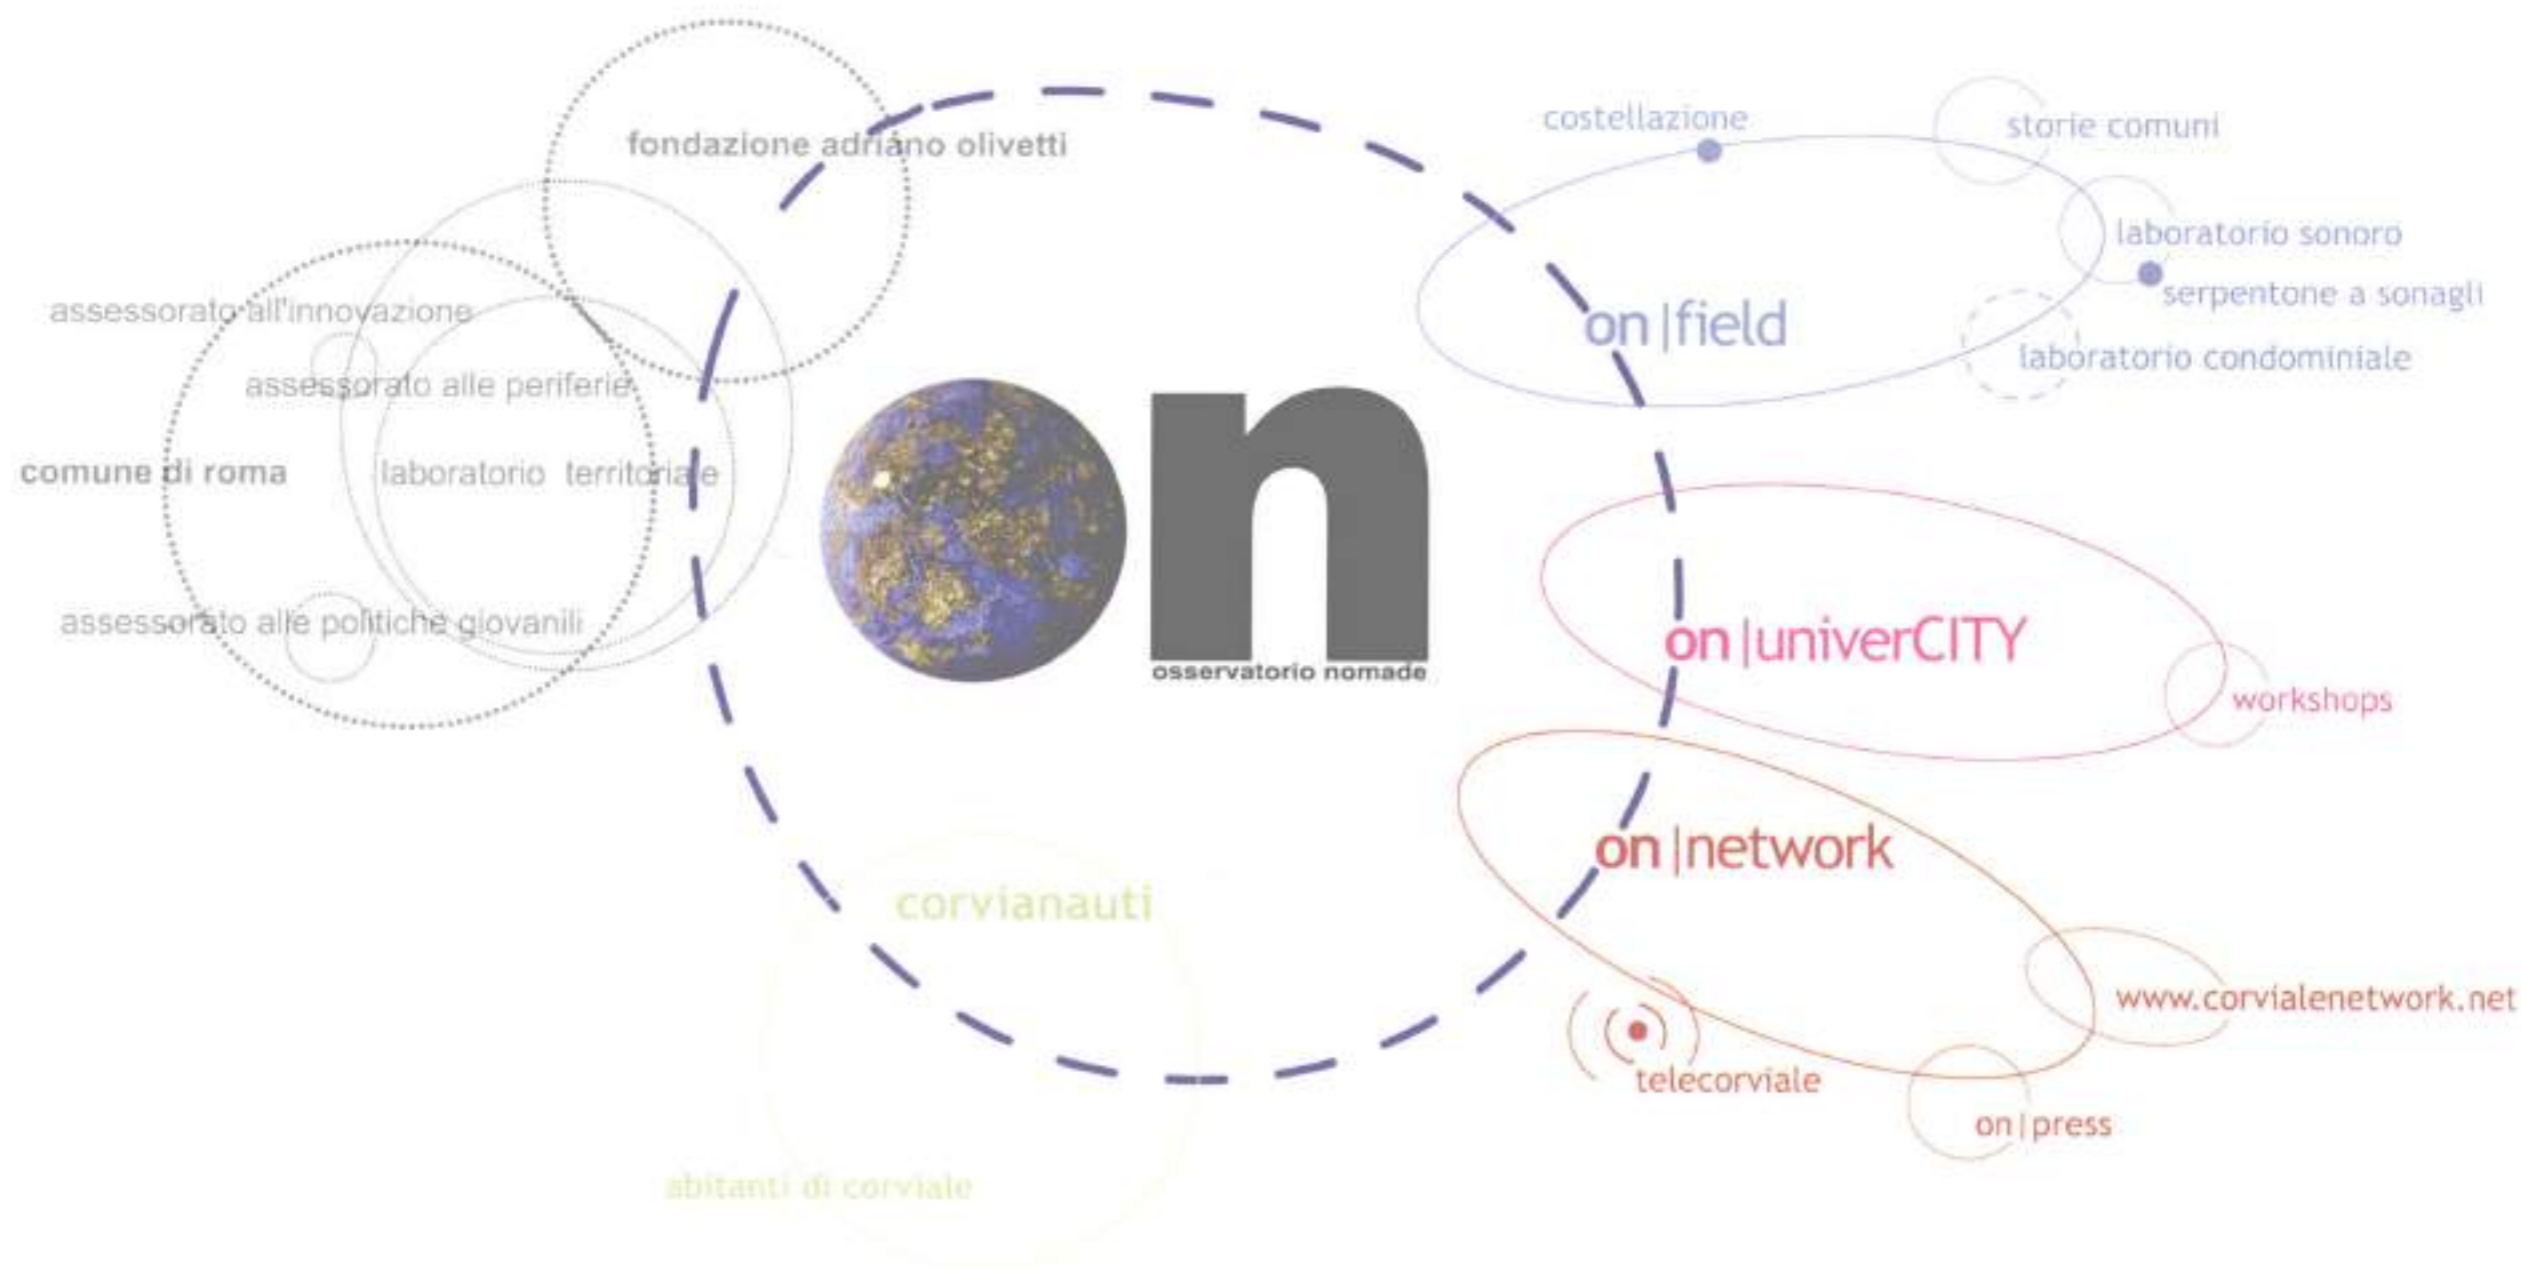 fondazione adriano olivetti
assessorato all'innovazione
assessorato alle periferie
comune di roma
laboratorio territoriale
assessorato alle politiche giovanili
on
osservatorio nomade
corvianauti
abitanti di corviale
costellazione
storie comuni
laboratorio sonoro
serpentone a sonagli
laboratorio condominiale
on|field
on|univerCITY
workshops
on|network
www.corvialenetwork.net
telecorviale
on|press